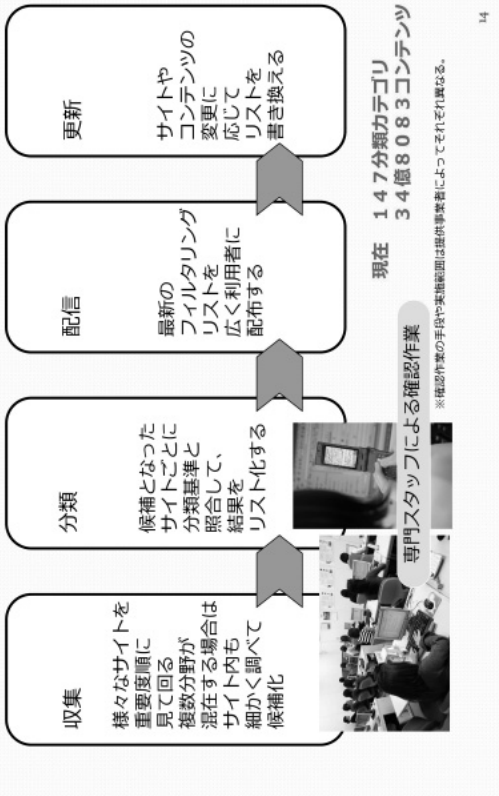 収集
様々なサイトを
重要度順に
見て回る
複数分野が
混在する場合は
サイト内も
細かく調べて
候補化
分類
候補となった
サイトごとに
分類基準と
照合して、
結果を
リスト化する
配信
最新の
フィルタリング
リストを
広く利用者に
配布する
更新
サイトや
コンテンツの
変更に
応じて
リストを
書き換える
専門スタッフによる確認作業
現在　１４７分類カテゴリ
３４億８０８３コンテンツ
※確認作業の手段や実施範囲は提供事業者によってそれぞれ異なる。
14